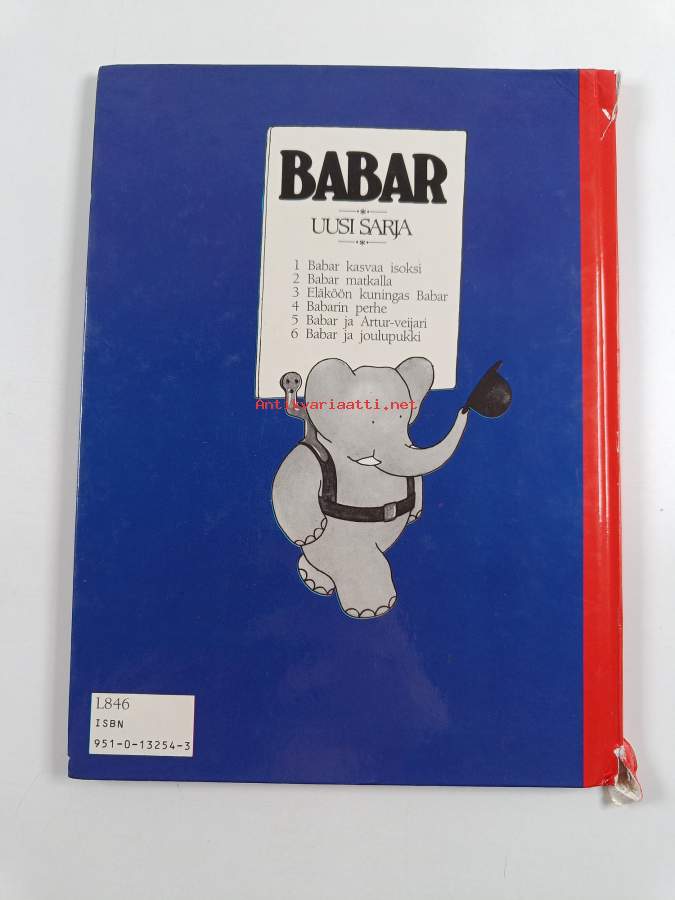 BABAR
UUSI SARJA
1 Babar kasvaa isoksi
2 Babar matkalla
3 Eläköön kuningas Babar
4 Babarin perhe
5 Babar ja Artur-veijari
6 Babar ja joulupukki
Antikvariaatti.net
L846
ISBN
951-0-13254-3